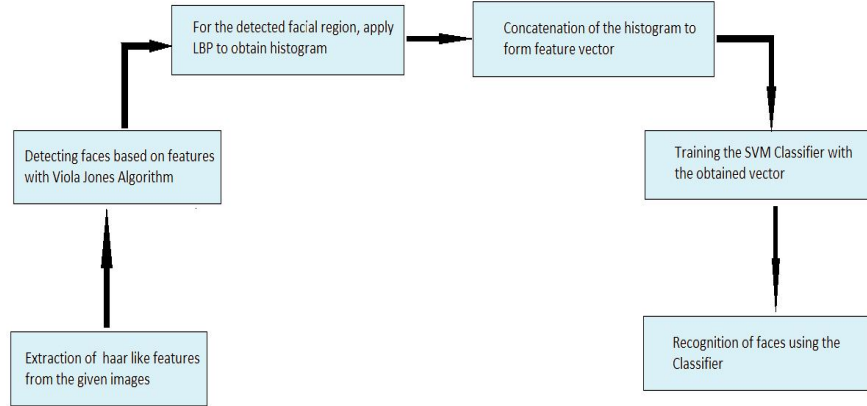 Extraction of haar like features
from the given images
Detecting faces based on features
with Viola Jones Algorithm
For the detected facial region, apply
LBP to obtain histogram
Concatenation of the histogram to
form feature vector
Training the SVM Classifier with
the obtained vector
Recognition of faces using the
Classifier